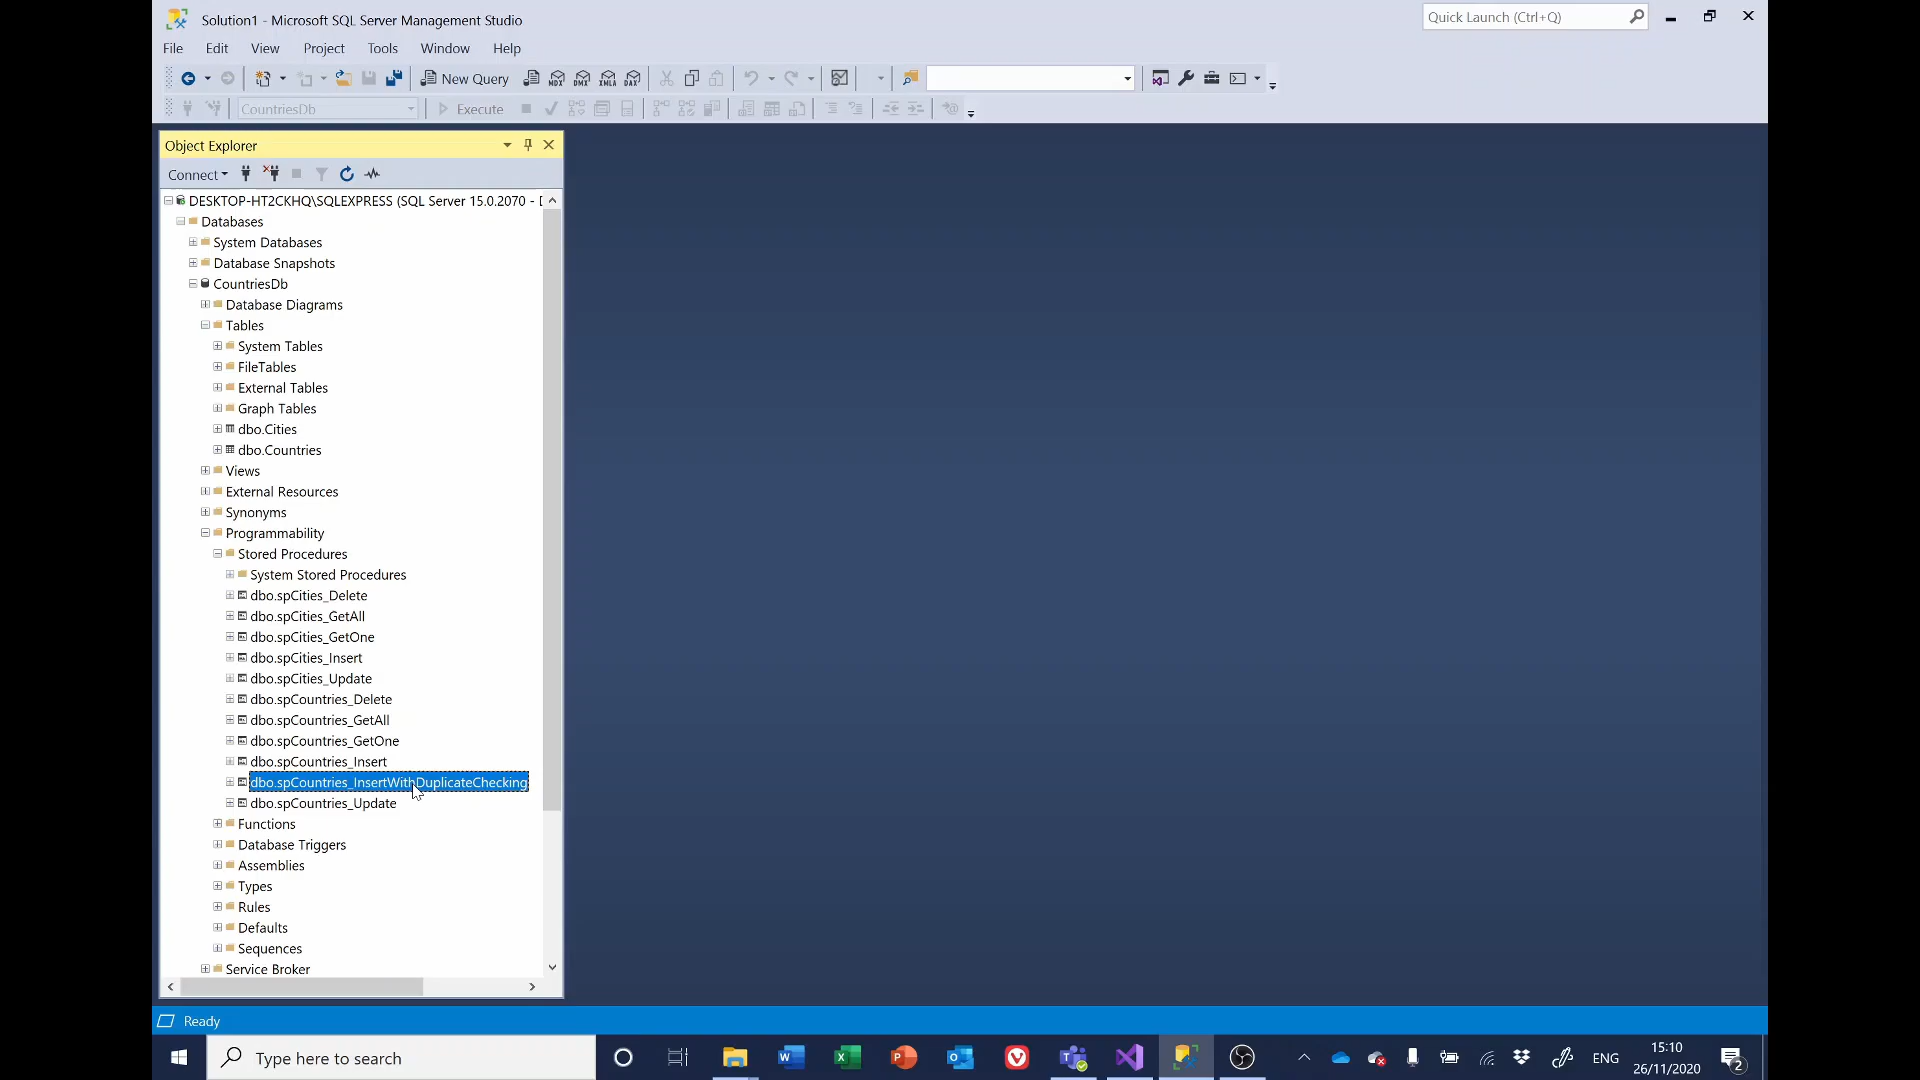 Solution1 - Microsoft SQL Server Management Studio
Quick Launch (Ctrl+Q)
File Edit View Project Tools Window Help
New Query MDX DMX XMLA DAX
CountriesDb Execute
Object Explorer
Connect
DESKTOP-HT2CKHQ\SQLEXPRESS (SQL Server 15.0.2070 - D
Databases
System Databases
Database Snapshots
CountriesDb
Database Diagrams
Tables
System Tables
FileTables
External Tables
Graph Tables
dbo.Cities
dbo.Countries
Views
External Resources
Synonyms
Programmability
Stored Procedures
System Stored Procedures
dbo.spCities_Delete
dbo.spCities_GetAll
dbo.spCities_GetOne
dbo.spCities_Insert
dbo.spCities_Update
dbo.spCountries_Delete
dbo.spCountries_GetAll
dbo.spCountries_GetOne
dbo.spCountries_Insert
dbo.spCountries_InsertWithDuplicateChecking
dbo.spCountries_Update
Functions
Database Triggers
Assemblies
Types
Rules
Defaults
Sequences
Service Broker
Ready
Type here to search
ENG
15:10
26/11/2020
2